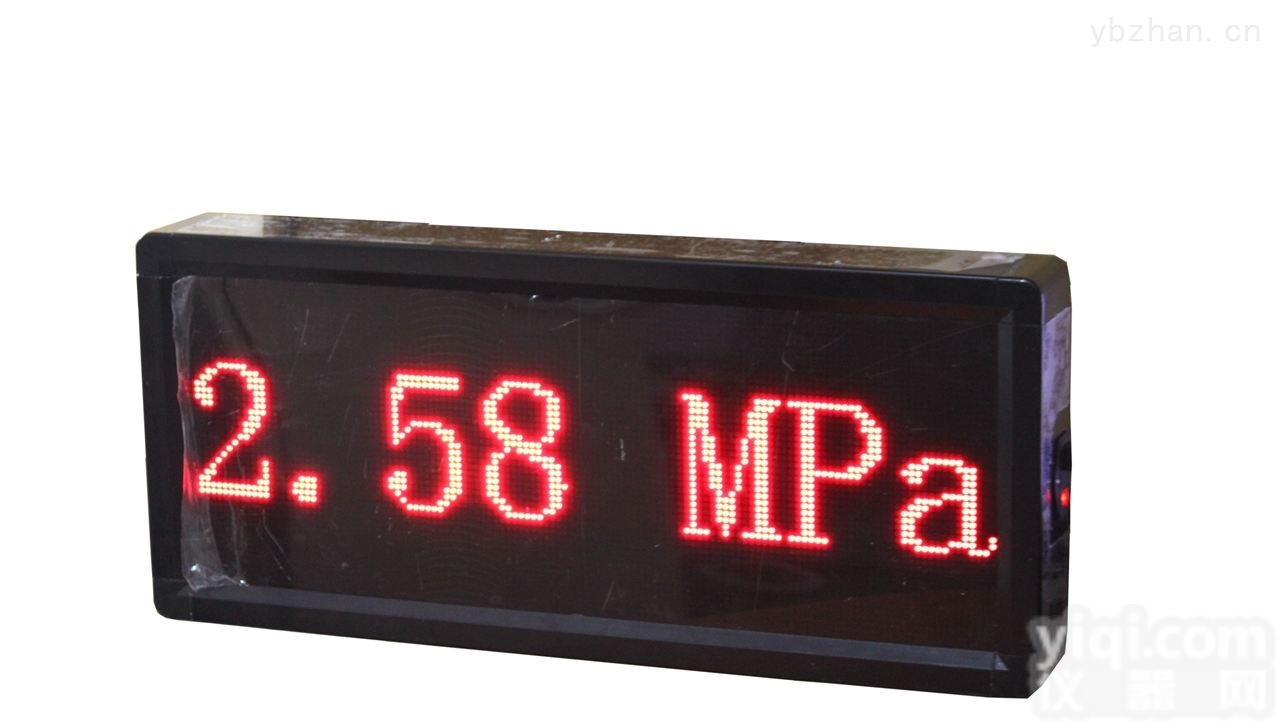 ybzhan.cn
2.58 MPa
yiqi.com
仪器网